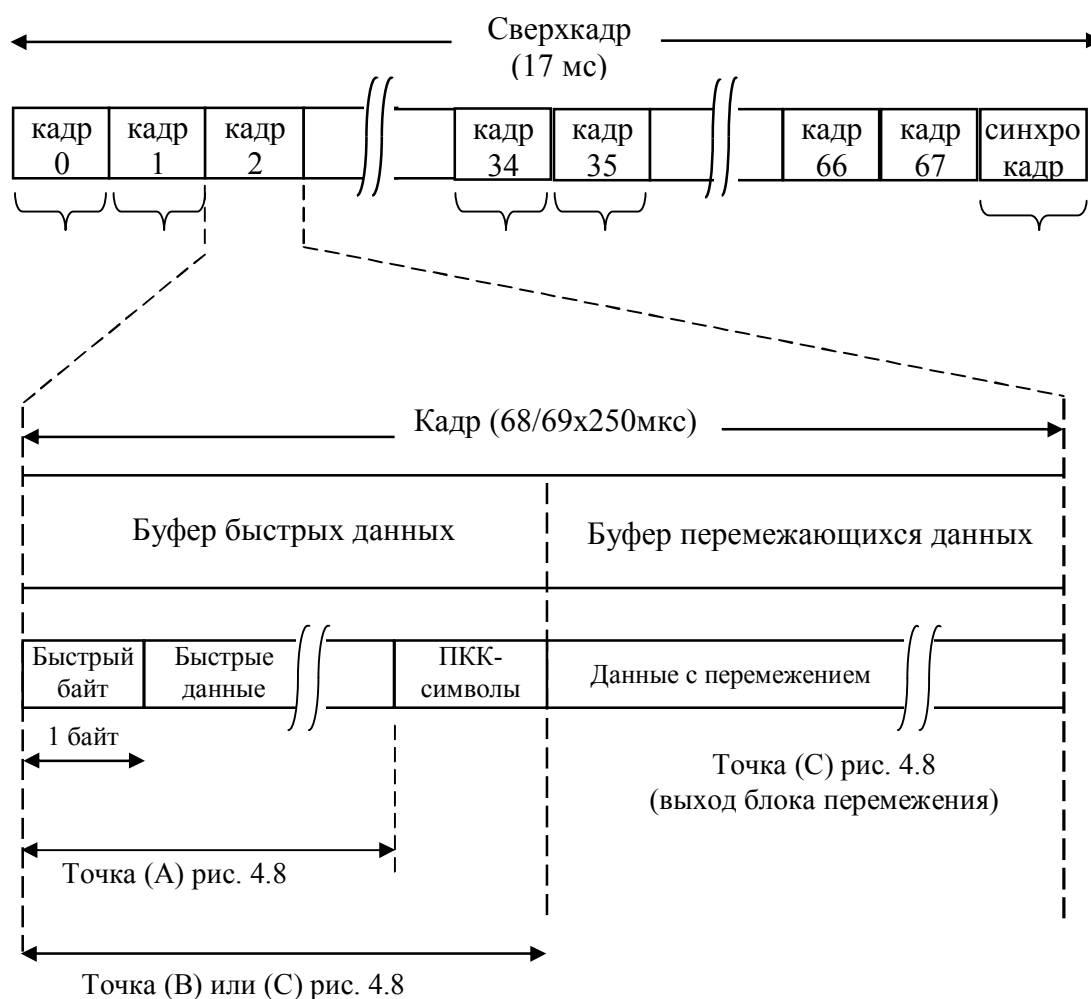 Сверхкадр
(17 мс)
кадр
0
кадр
1
кадр
2
кадр
34
кадр
35
кадр
66
кадр
67
синхро
кадр
Кадр (68/69x250мкс)
Буфер быстрых данных
Буфер перемежающихся данных
Быстрый
байт
Быстрые
данные
ПКК-
символы
Данные с перемежением
1 байт
Точка (С) рис. 4.8
(выход блока перемежения)
Точка (А) рис. 4.8
Точка (В) или (С) рис. 4.8